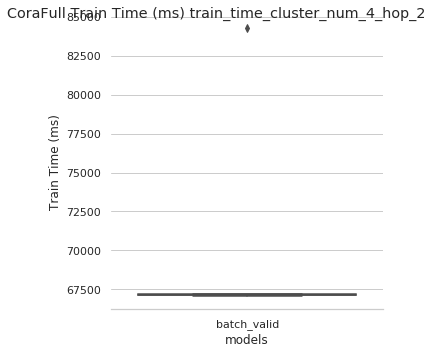 CoraFull Train Time (ms) train_time_cluster_num_4_hop_2
85000
82500
80000
77500
75000
72500
70000
67500
Train Time (ms)
batch_valid
models